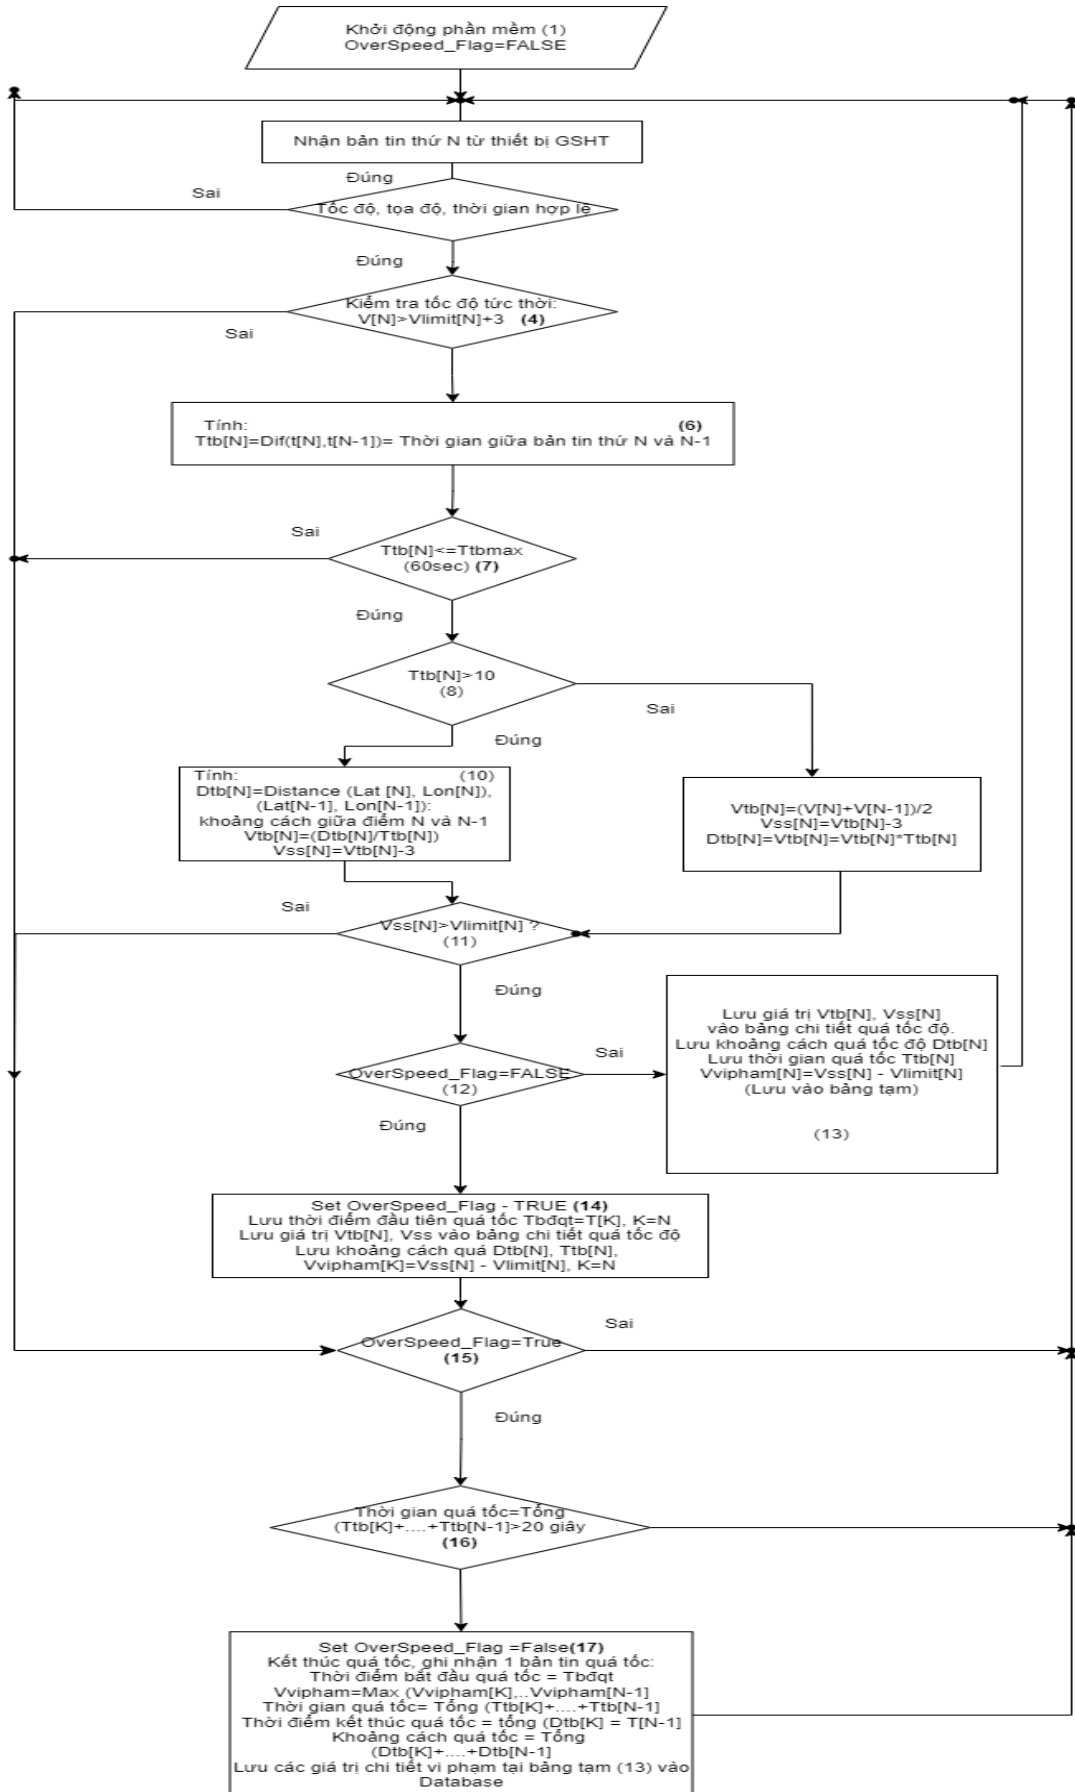 Khởi động phần mềm (1)
OverSpeed_Flag=FALSE
Nhận bản tin thứ N từ thiết bị GSHT
Đúng
Sai
Tốc độ, tọa độ, thời gian hợp lệ
Đúng
Kiểm tra tốc độ tức thời:
V[N]>Vlimit[N]+3 (4)
Sai
Tính: (6)
Ttb[N]=Dif(t[N],t[N-1])= Thời gian giữa bản tin thứ N và N-1
Sai
Ttb[N]<=Ttbmax
(60sec) (7)
Đúng
Ttb[N]>10
(8)
Sai
Đúng
Tính: (10)
Dtb[N]=Distance (Lat [N], Lon[N]),
(Lat[N-1], Lon[N-1]):
khoảng cách giữa điểm N và N-1
Vtb[N]=(Dtb[N]/Ttb[N])
Vss[N]=Vtb[N]-3
Vtb[N]=(V[N]+V[N-1])/2
Vss[N]=Vtb[N]-3
Dtb[N]=Vtb[N]=Vtb[N]*Ttb[N]
Sai
Vss[N]>Vlimit[N] ?
(11)
Đúng
OverSpeed_Flag=FALSE
(12)
Sai
Lưu giá trị Vtb[N], Vss[N]
vào bảng chi tiết quá tốc độ.
Lưu khoảng cách quá tốc độ Dtb[N]
Lưu thời gian quá tốc Ttb[N]
Vvipham[N]=Vss[N] - Vlimit[N]
(Lưu vào bảng tạm)
(13)
Đúng
Set OverSpeed_Flag - TRUE (14)
Lưu thời điểm đầu tiên quá tốc Tbđqt=T[K], K=N
Lưu giá trị Vtb[N], Vss vào bảng chi tiết quá tốc độ
Lưu khoảng cách quá Dtb[N], Ttb[N],
Vvipham[K]=Vss[N] - Vlimit[N], K=N
OverSpeed_Flag=True
(15)
Sai
Đúng
Thời gian quá tốc=Tổng
(Ttb[K]+....+Ttb[N-1]>20 giây
(16)
Set OverSpeed_Flag =False(17)
Kết thúc quá tốc, ghi nhận 1 bản tin quá tốc:
Thời điểm bắt đầu quá tốc = Tbđqt
Vvipham=Max (Vvipham[K],..Vvipham[N-1]
Thời gian quá tốc= Tổng (Ttb[K]+....+Ttb[N-1]
Thời điểm kết thúc quá tốc = tổng (Dtb[K] = T[N-1]
Khoảng cách quá tốc = Tổng
(Dtb[K]+....+Dtb[N-1]
Lưu các giá trị chi tiết vi phạm tại bảng tạm (13) vào
Database